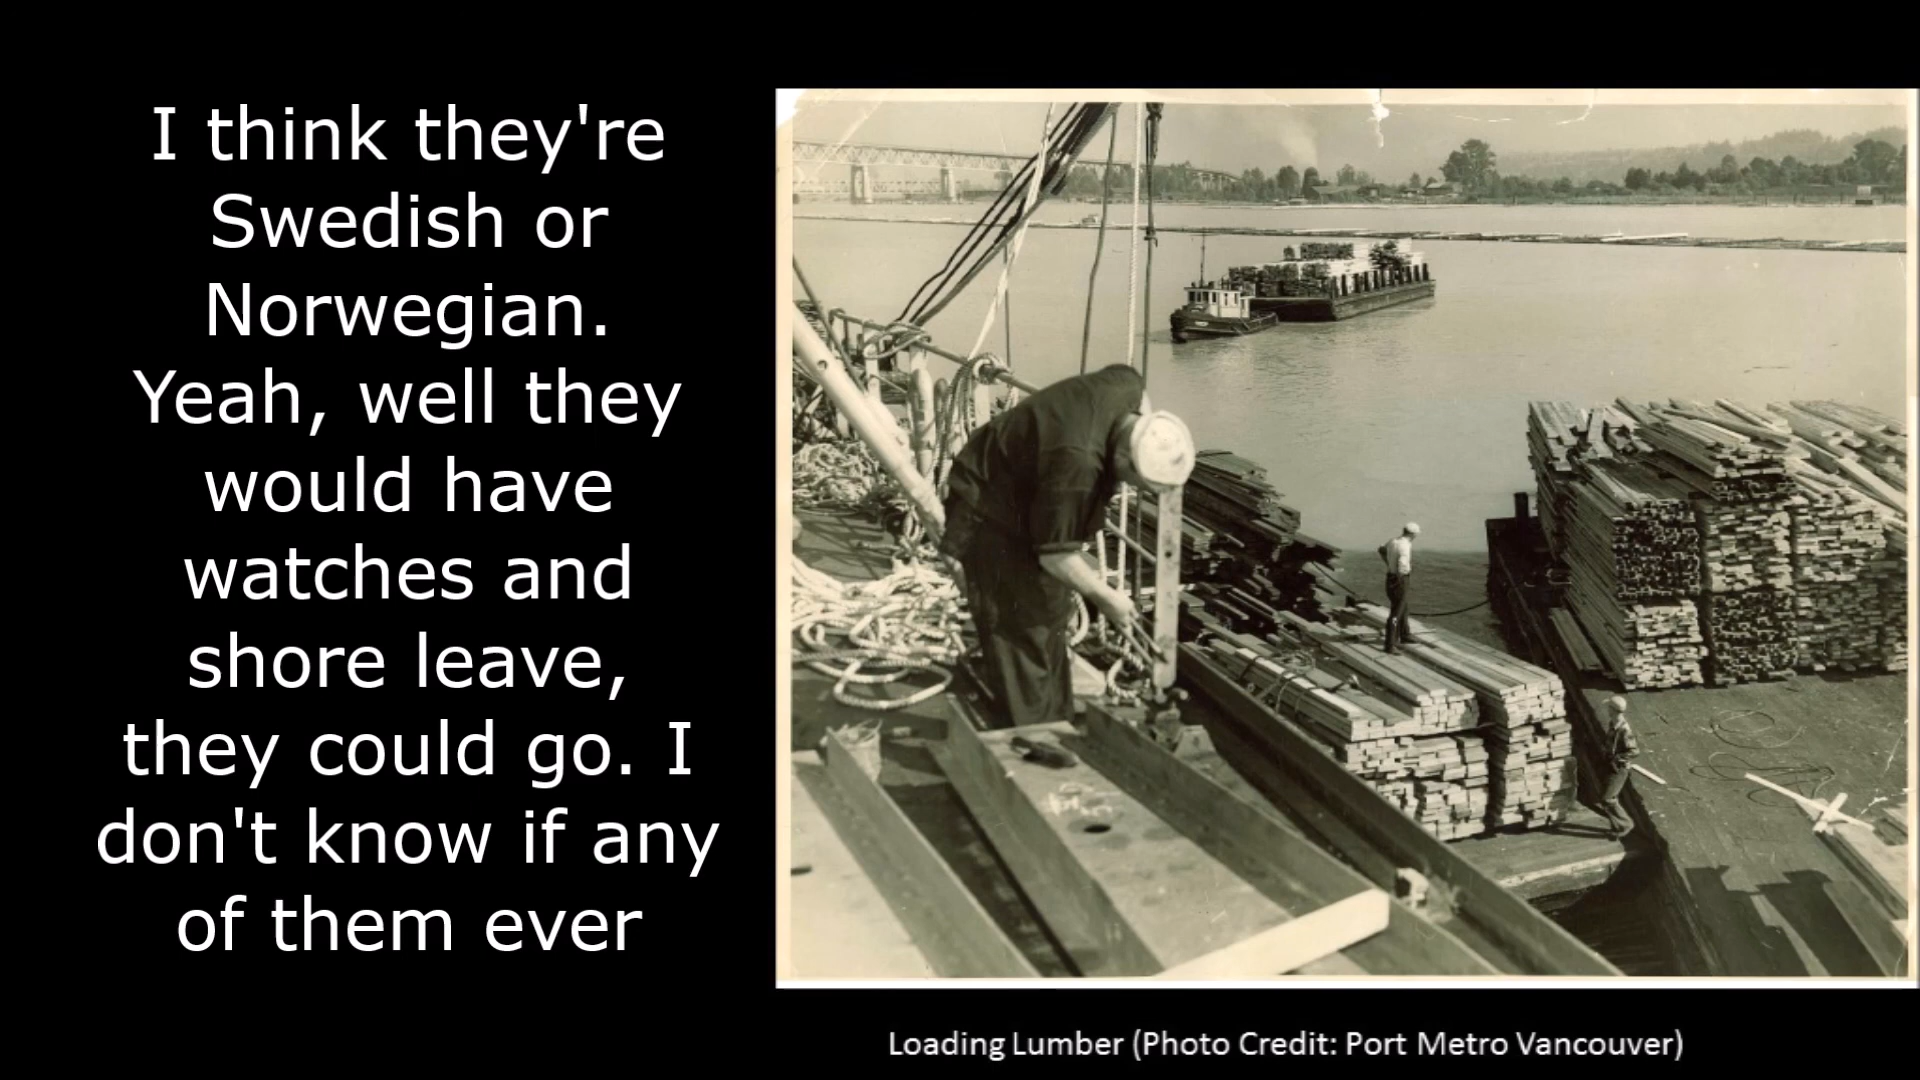 I think they're
Swedish or
Norwegian.
Yeah, well they
would have
watches and
shore leave,
they could go. I
don't know if any
of them ever
Loading Lumber (Photo Credit: Port Metro Vancouver)